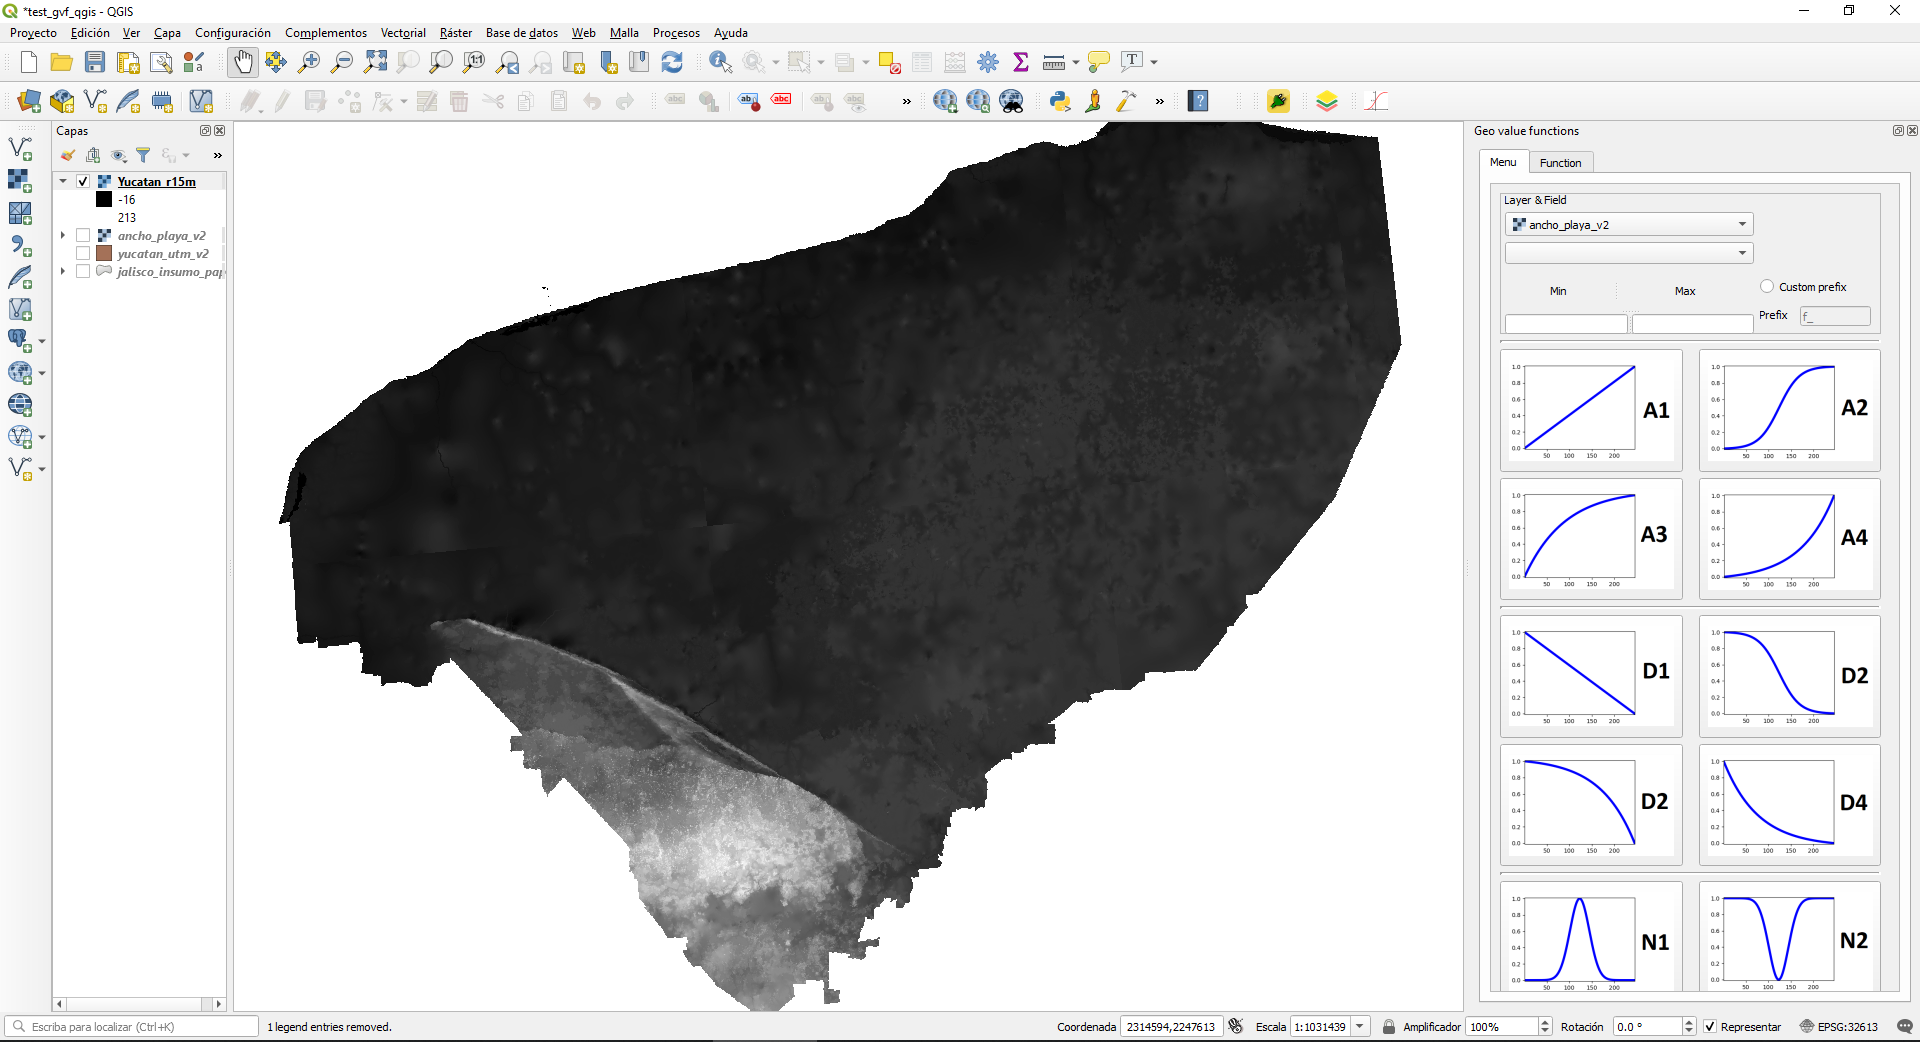 *test_gvf_qgis - QGIS
Proyecto Edición Ver Capa Configuración Complementos Vectorial Ráster Base de datos Web Malla Procesos Ayuda
Capas
Yucatan_r15m
-16
213
ancho_playa_v2
yucatan_utm_v2
jalisco_insumo_pap
Geo value functions
Menu Function
Layer & Field
ancho_playa_v2
Min Max Custom prefix
Prefix f_
A1 A2
A3 A4
D1 D2
D2 D4
N1 N2
Escriba para localizar (Ctrl+K) 1 legend entries removed. Coordenada 2314594,2247613 Escala 1:1031439 Amplificador 100% Rotación 0.0 ° Representar EPSG:32613